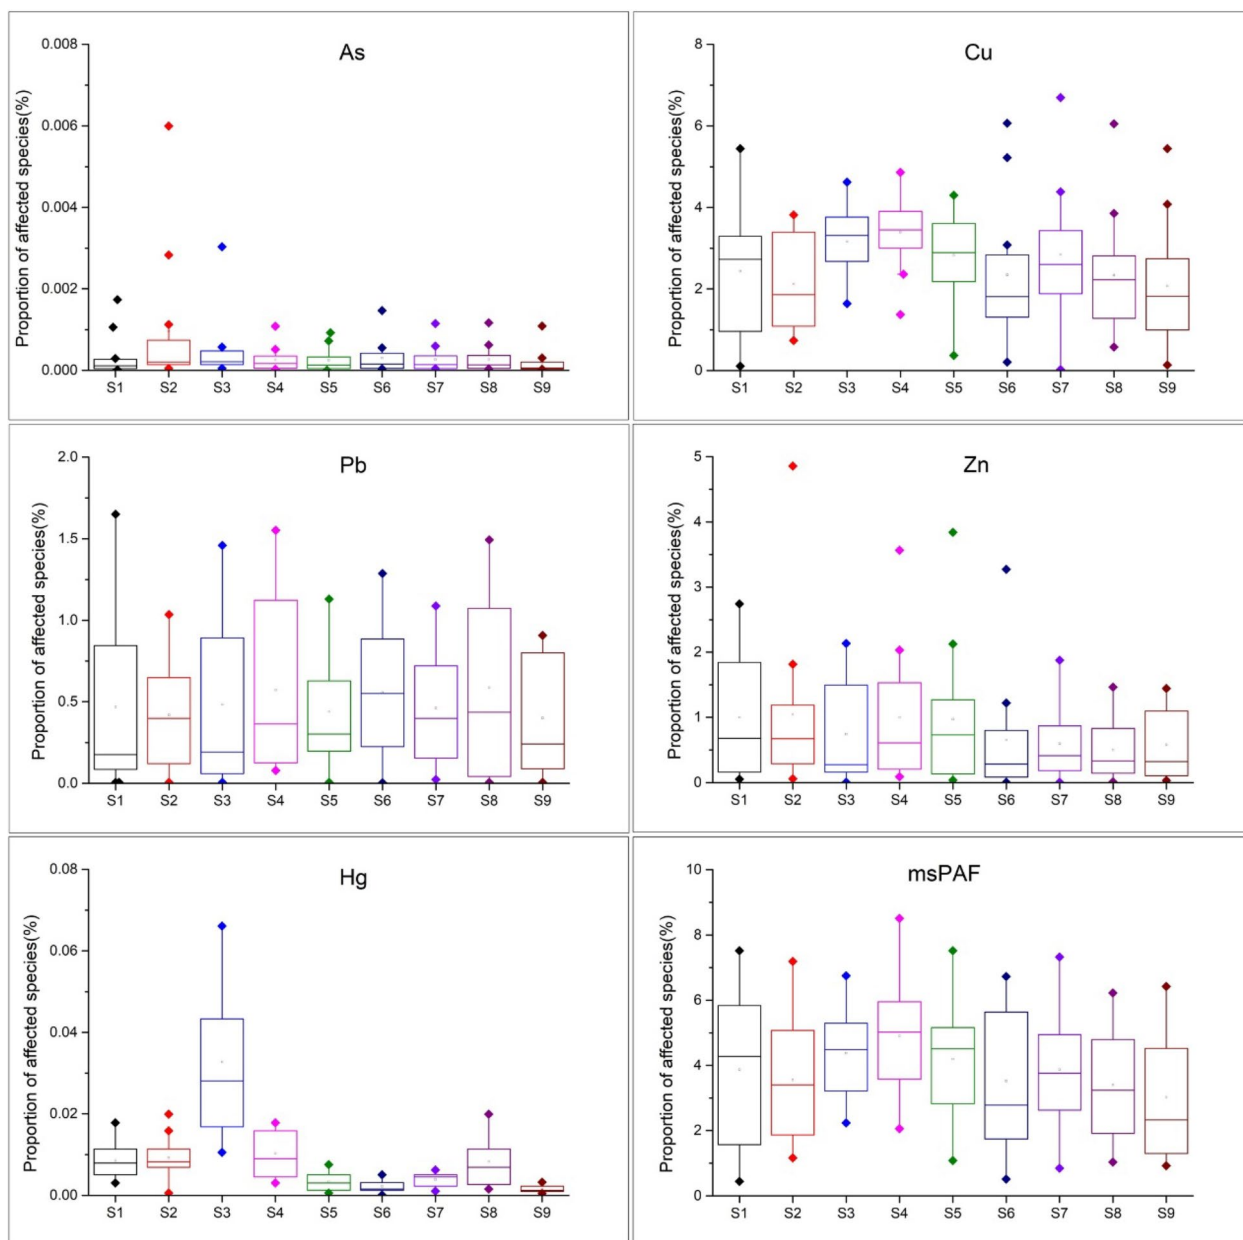 As
Proportion of affected species(%)
0.008
0.006
0.004
0.002
0.000
S1 S2 S3 S4 S5 S6 S7 S8 S9
Cu
Proportion of affected species(%)
8
6
4
2
0
S1 S2 S3 S4 S5 S6 S7 S8 S9
Pb
Proportion of affected species(%)
2.0
1.5
1.0
0.5
0.0
S1 S2 S3 S4 S5 S6 S7 S8 S9
Zn
Proportion of affected species(%)
5
4
3
2
1
0
S1 S2 S3 S4 S5 S6 S7 S8 S9
Hg
Proportion of affected species(%)
0.08
0.06
0.04
0.02
0.00
S1 S2 S3 S4 S5 S6 S7 S8 S9
msPAF
Proportion of affected species(%)
10
8
6
4
2
0
S1 S2 S3 S4 S5 S6 S7 S8 S9